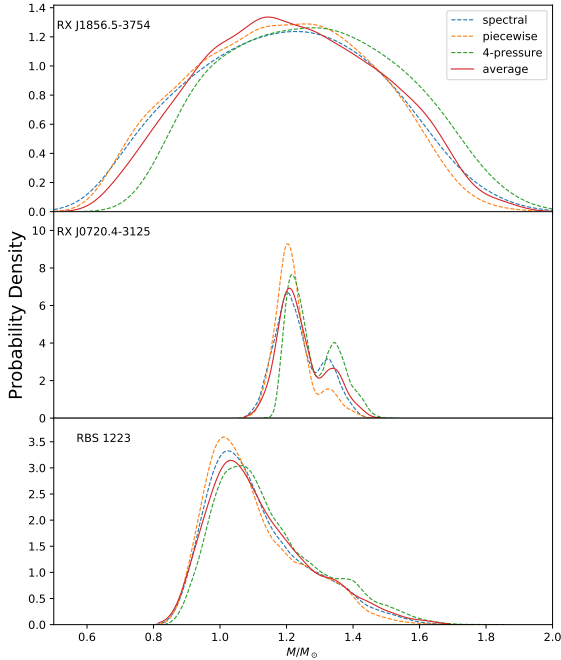 1.4
RX J1856.5-3754
spectral
piecewise
4-pressure
average
1.2
1.0
0.8
0.6
0.4
0.2
0.0
RX J0720.4-3125
10
8
6
4
2
0
Probability Density
RBS 1223
3.5
3.0
2.5
2.0
1.5
1.0
0.5
0.0
0.6 0.8 1.0 1.2 1.4 1.6 1.8 2.0
M/M⊙